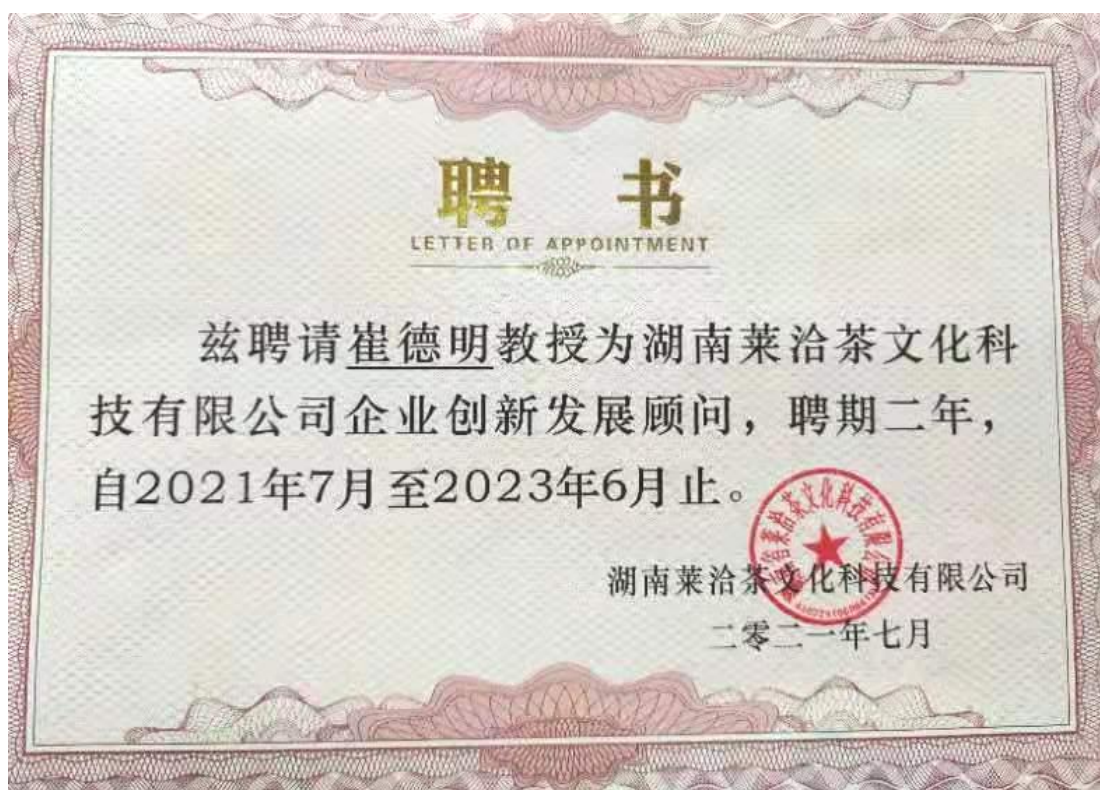 聘 书
LETTER OF APPOINTMENT
兹聘请崔德明教授为湖南莱洽茶文化科
技有限公司企业创新发展顾问，聘期二年，
自2021年7月至2023年6月止。
湖南莱洽茶文化科技有限公司
二零二一年七月